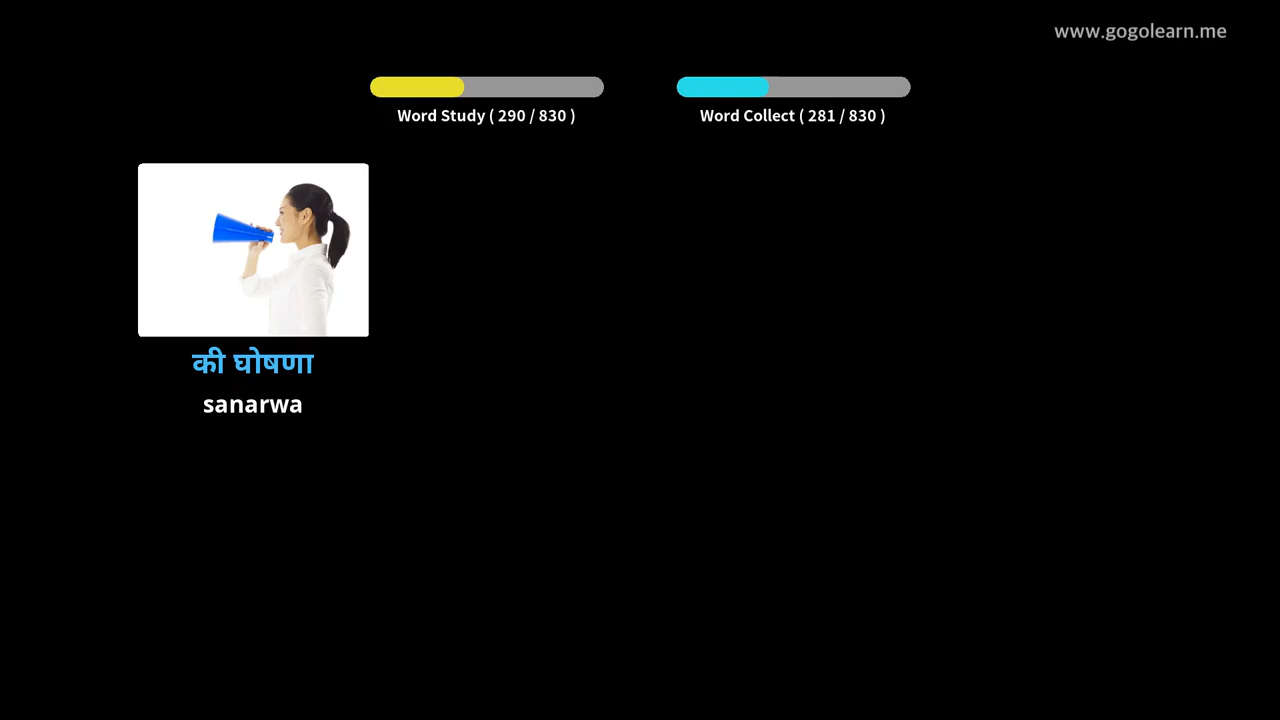 www.gogolearn.me
Word Study ( 290 / 830 )
Word Collect ( 281 / 830 )
की घोषणा
sanarwa